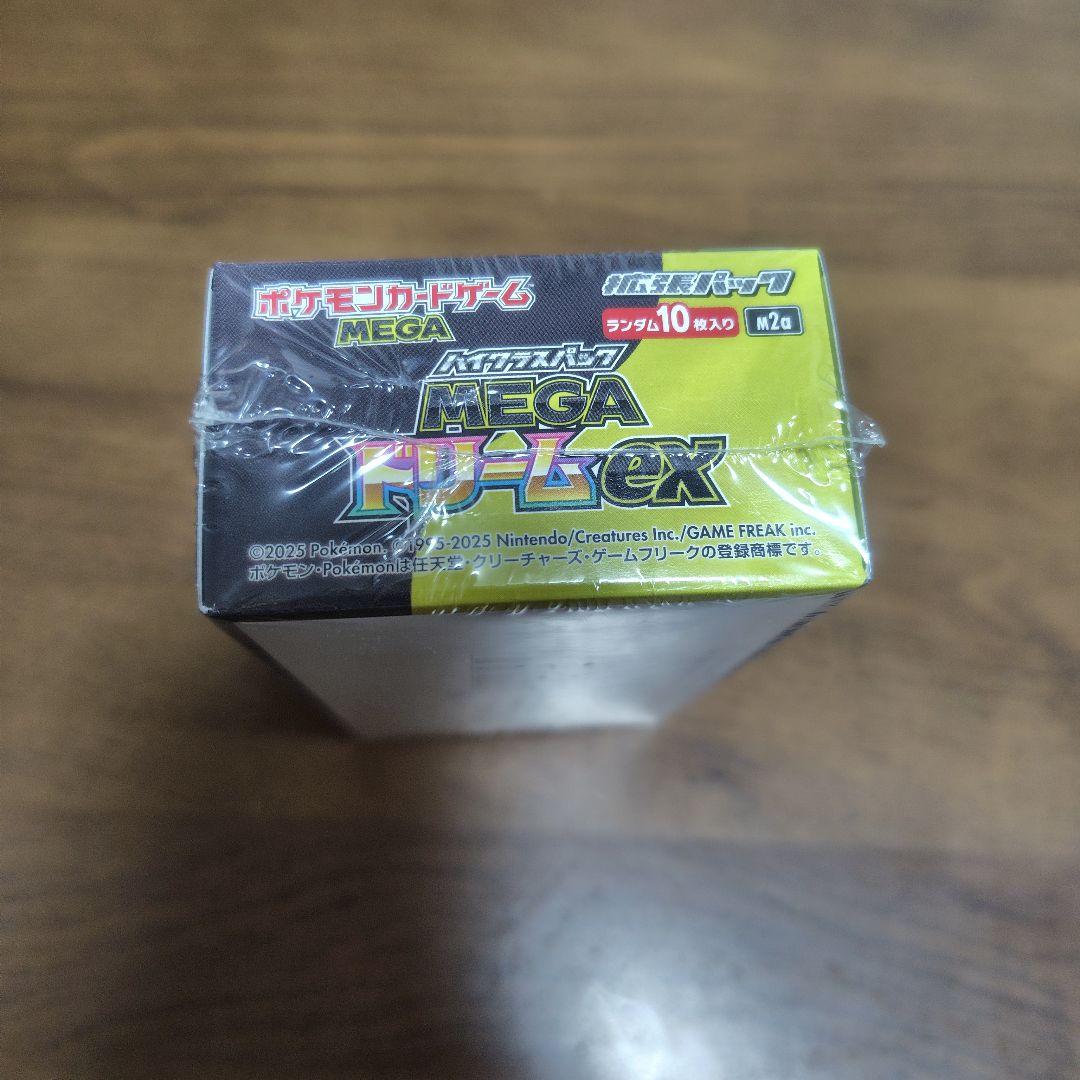 ポケモンカードゲーム
MEGA
拡張パック
ランダム10枚入り M2a
ハイクラスパック
MEGA
ドリームex
©2025 Pokémon. ©1995-2025 Nintendo/Creatures Inc./GAME FREAK inc.
ポケモン・Pokémonは任天堂・クリーチャーズ・ゲームフリークの登録商標です。